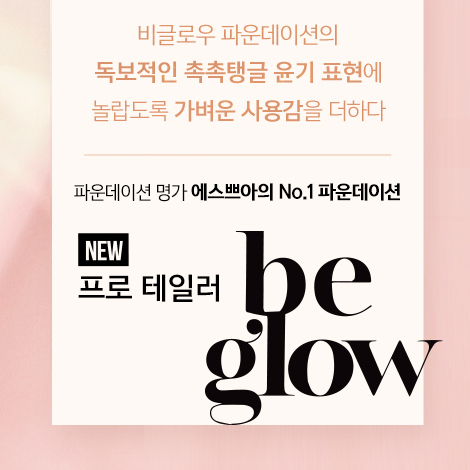 비글로우 파운데이션의
독보적인 촉촉탱글 윤기 표현에
놀랍도록 가벼운 사용감을 더하다
파운데이션 명가 에스쁘아의 No.1 파운데이션
NEW
프로 테일러
be
glow